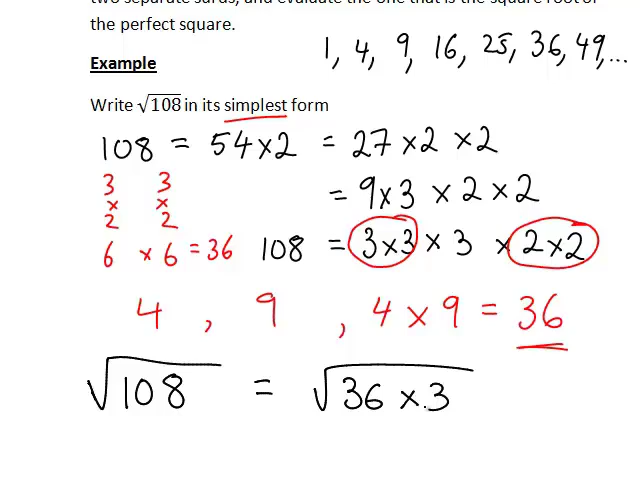 two separate surds, and evaluate the one that is the square root of
the perfect square.
1, 4, 9, 16, 25, 36, 49, ...
Example
Write √108 in its simplest form
108 = 54 × 2 = 27 × 2 × 2
= 9 × 3 × 2 × 2
3 3
× ×
2 2
6 × 6 = 36 108 = 3 × 3 × 3 × 2 × 2
4 , 9 , 4 × 9 = 36
√108 = √36 × 3